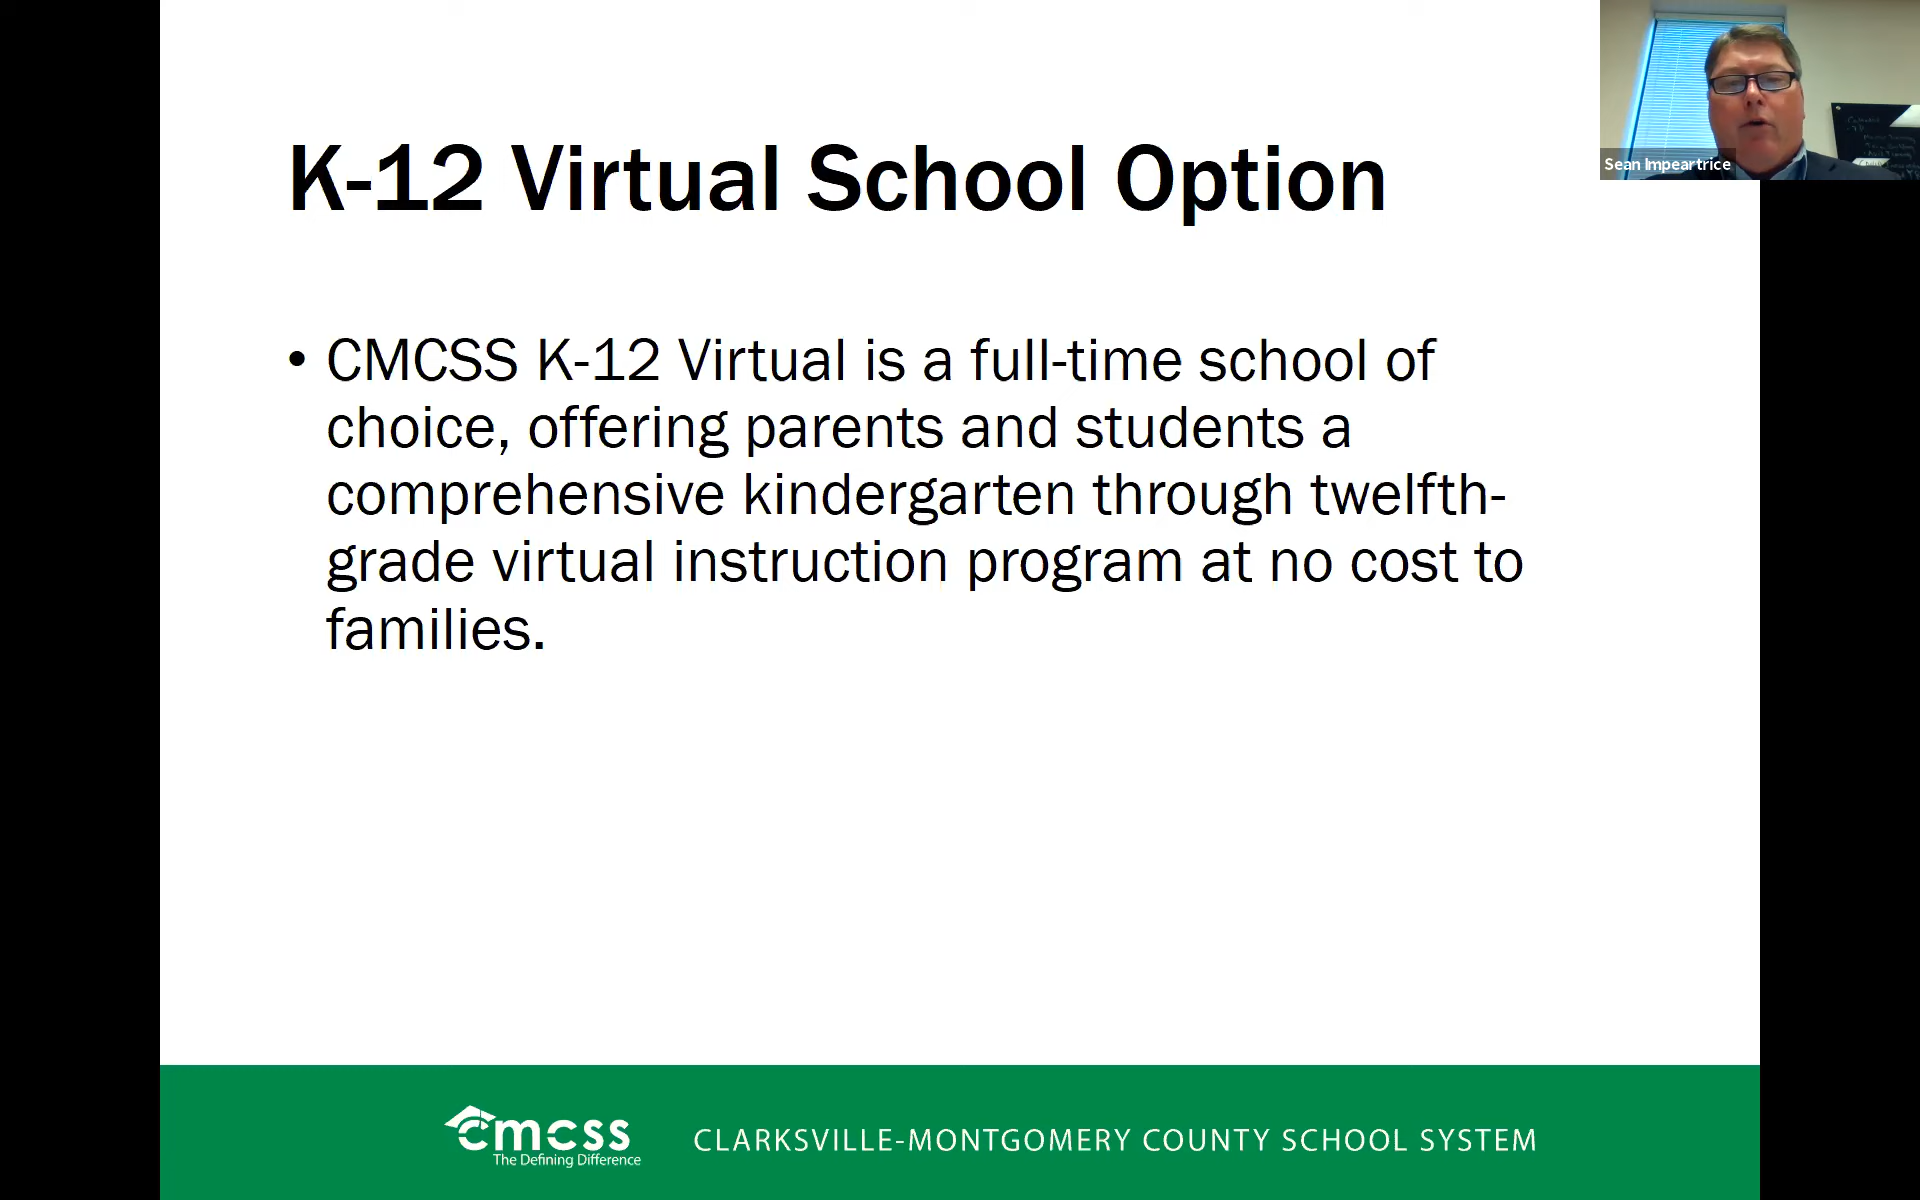 K-12 Virtual School Option
Sean Impeartrice
• CMCSS K-12 Virtual is a full-time school of
choice, offering parents and students a
comprehensive kindergarten through twelfth-
grade virtual instruction program at no cost to
families.
cmcss
The Defining Difference
CLARKSVILLE-MONTGOMERY COUNTY SCHOOL SYSTEM